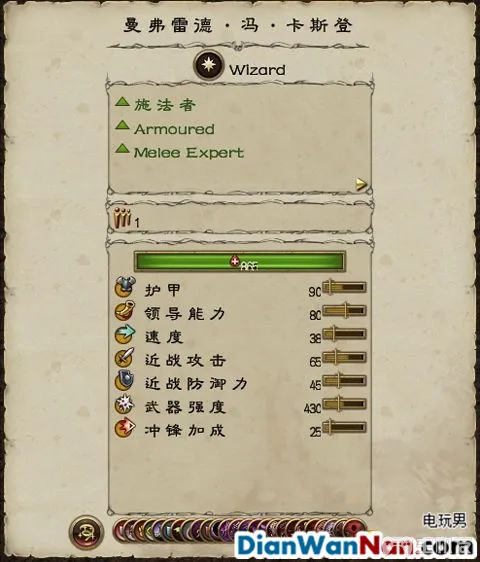 曼弗雷德·冯·卡斯登
Wizard
施法者
Armoured
Melee Expert
1
865
护甲 90
领导能力 80
速度 38
近战攻击 65
近战防御力 45
武器强度 430
冲锋加成 25
电玩男
DianWanNan.com